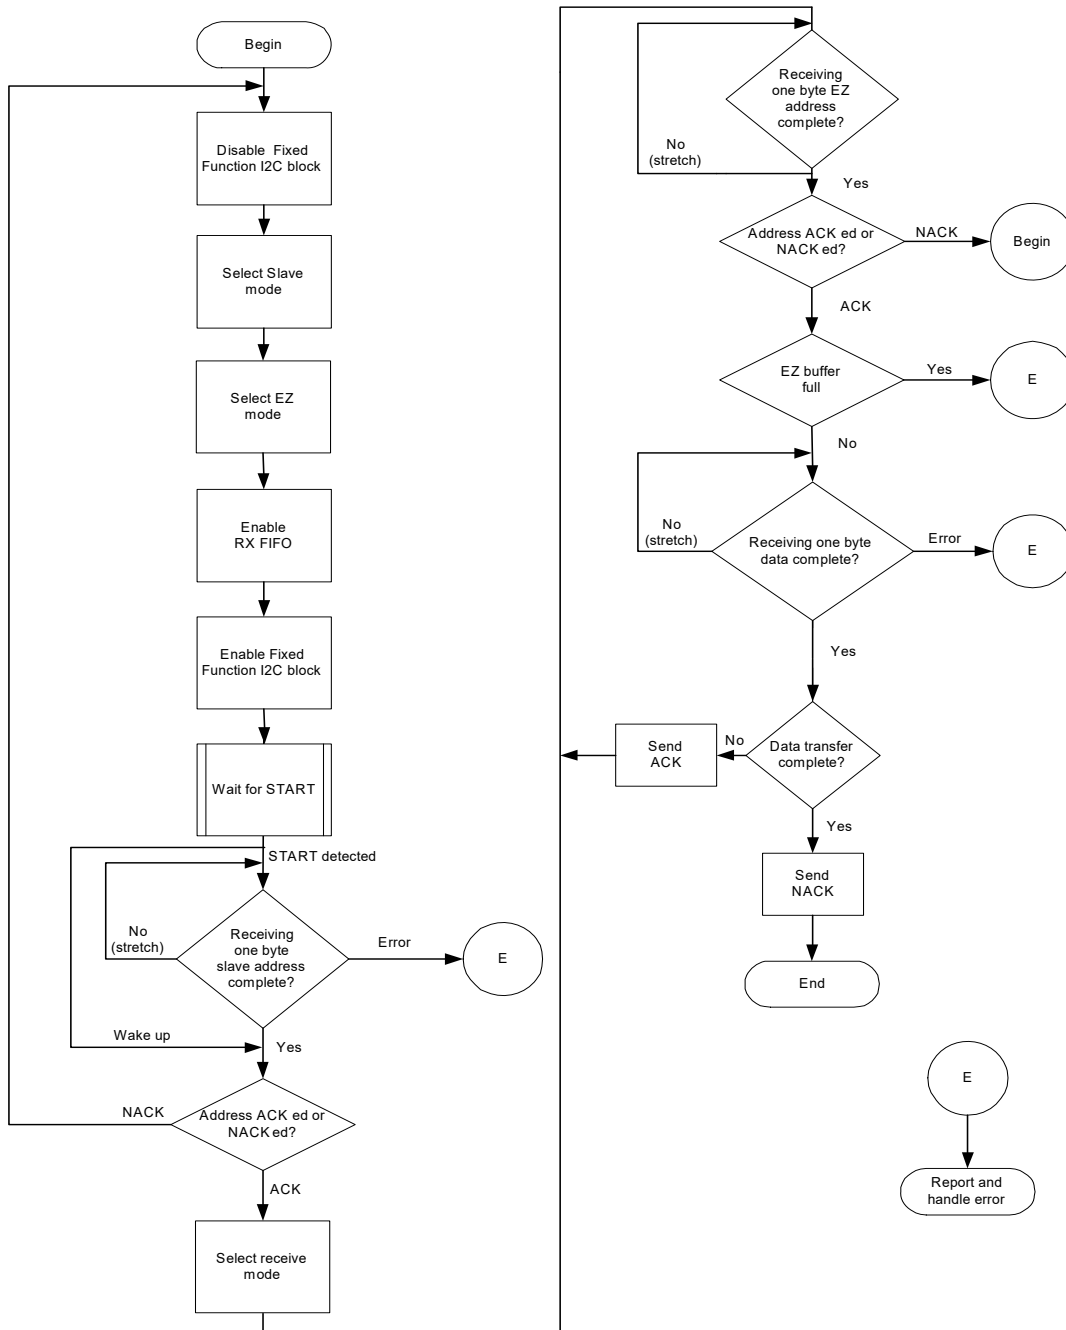 Begin
Disable Fixed
Function I2C block
Select Slave
mode
Select EZ
mode
Enable
RX FIFO
Enable Fixed
Function I2C block
Wait for START
START detected
No
(stretch)
Receiving
one byte
slave address
complete?
Error
E
Wake up
Yes
NACK
Address ACK ed or
NACK ed?
ACK
Select receive
mode
Receiving
one byte EZ
address
complete?
No
(stretch)
Yes
Address ACK ed or
NACK ed?
NACK
Begin
ACK
EZ buffer
full
Yes
E
No
No
(stretch)
Receiving one byte
data complete?
Error
E
Yes
Data transfer
complete?
No
Send
ACK
Yes
Send
NACK
End
E
Report and
handle error